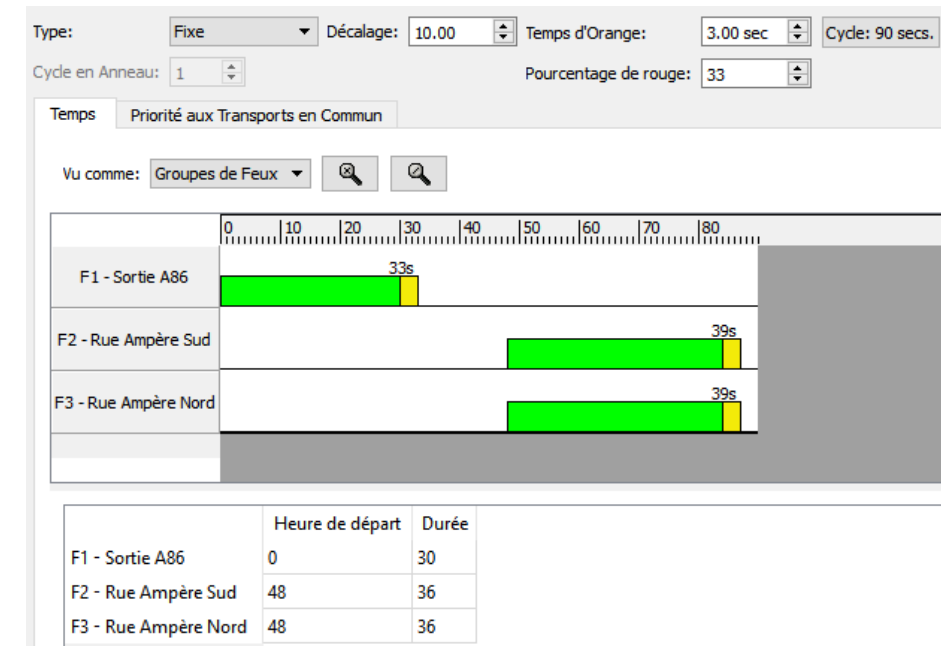 Type: Fixe Décalage: 10.00 Temps d'Orange: 3.00 sec Cycle: 90 secs.
Cycle en Anneau: 1 Pourcentage de rouge: 33
Temps Priorité aux Transports en Commun
Vu comme: Groupes de Feux
0 10 20 30 40 50 60 70 80
33s
F1 - Sortie A86
39s
F2 - Rue Ampère Sud
39s
F3 - Rue Ampère Nord
Heure de départ Durée
F1 - Sortie A86 0 30
F2 - Rue Ampère Sud 48 36
F3 - Rue Ampère Nord 48 36